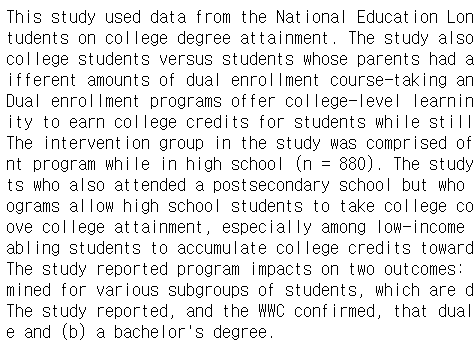 This study used data from the National Education Lon
tudents on college degree attainment. The study also
college students versus students whose parents had a
ifferent amounts of dual enrollment course-taking an
Dual enrollment programs offer college-level learnin
ity to earn college credits for students while still
The intervention group in the study was comprised of
nt program while in high school (n = 880). The study
ts who also attended a postsecondary school but who
ograms allow high school students to take college co
ove college attainment, especially among low-income
abling students to accumulate college credits toward
The study reported program impacts on two outcomes:
mined for various subgroups of students, which are d
The study reported, and the WWC confirmed, that dual
e and (b) a bachelor's degree.